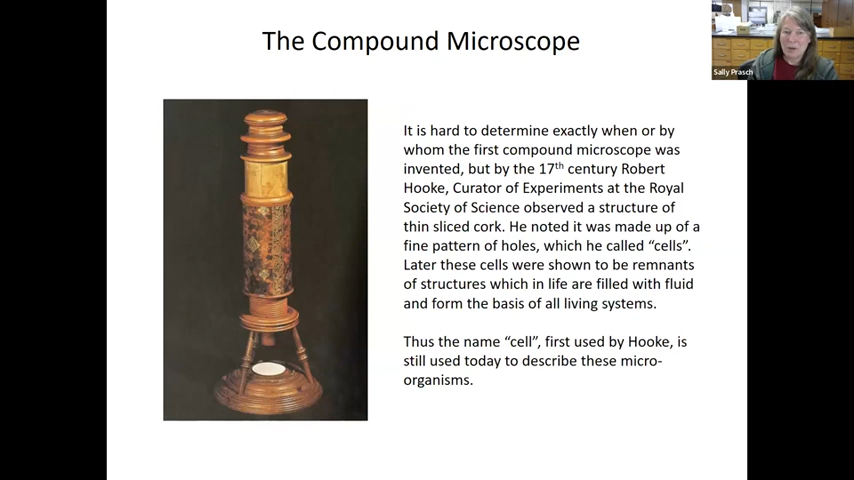 The Compound Microscope
Sally Prasch
It is hard to determine exactly when or by
whom the first compound microscope was
invented, but by the 17th century Robert
Hooke, Curator of Experiments at the Royal
Society of Science observed a structure of
thin sliced cork. He noted it was made up of a
fine pattern of holes, which he called “cells”.
Later these cells were shown to be remnants
of structures which in life are filled with fluid
and form the basis of all living systems.
Thus the name “cell”, first used by Hooke, is
still used today to describe these micro-
organisms.